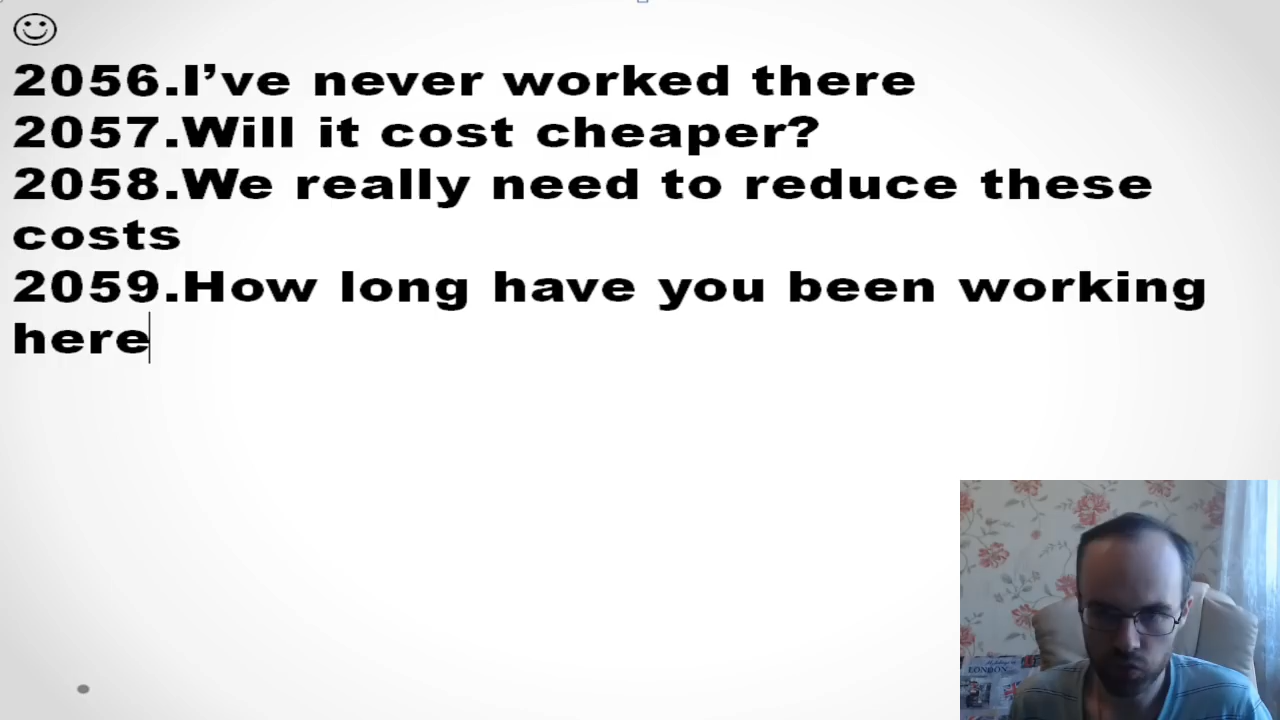 2056.I’ve never worked there
2057.Will it cost cheaper?
2058.We really need to reduce these
costs
2059.How long have you been working
here
LONDON